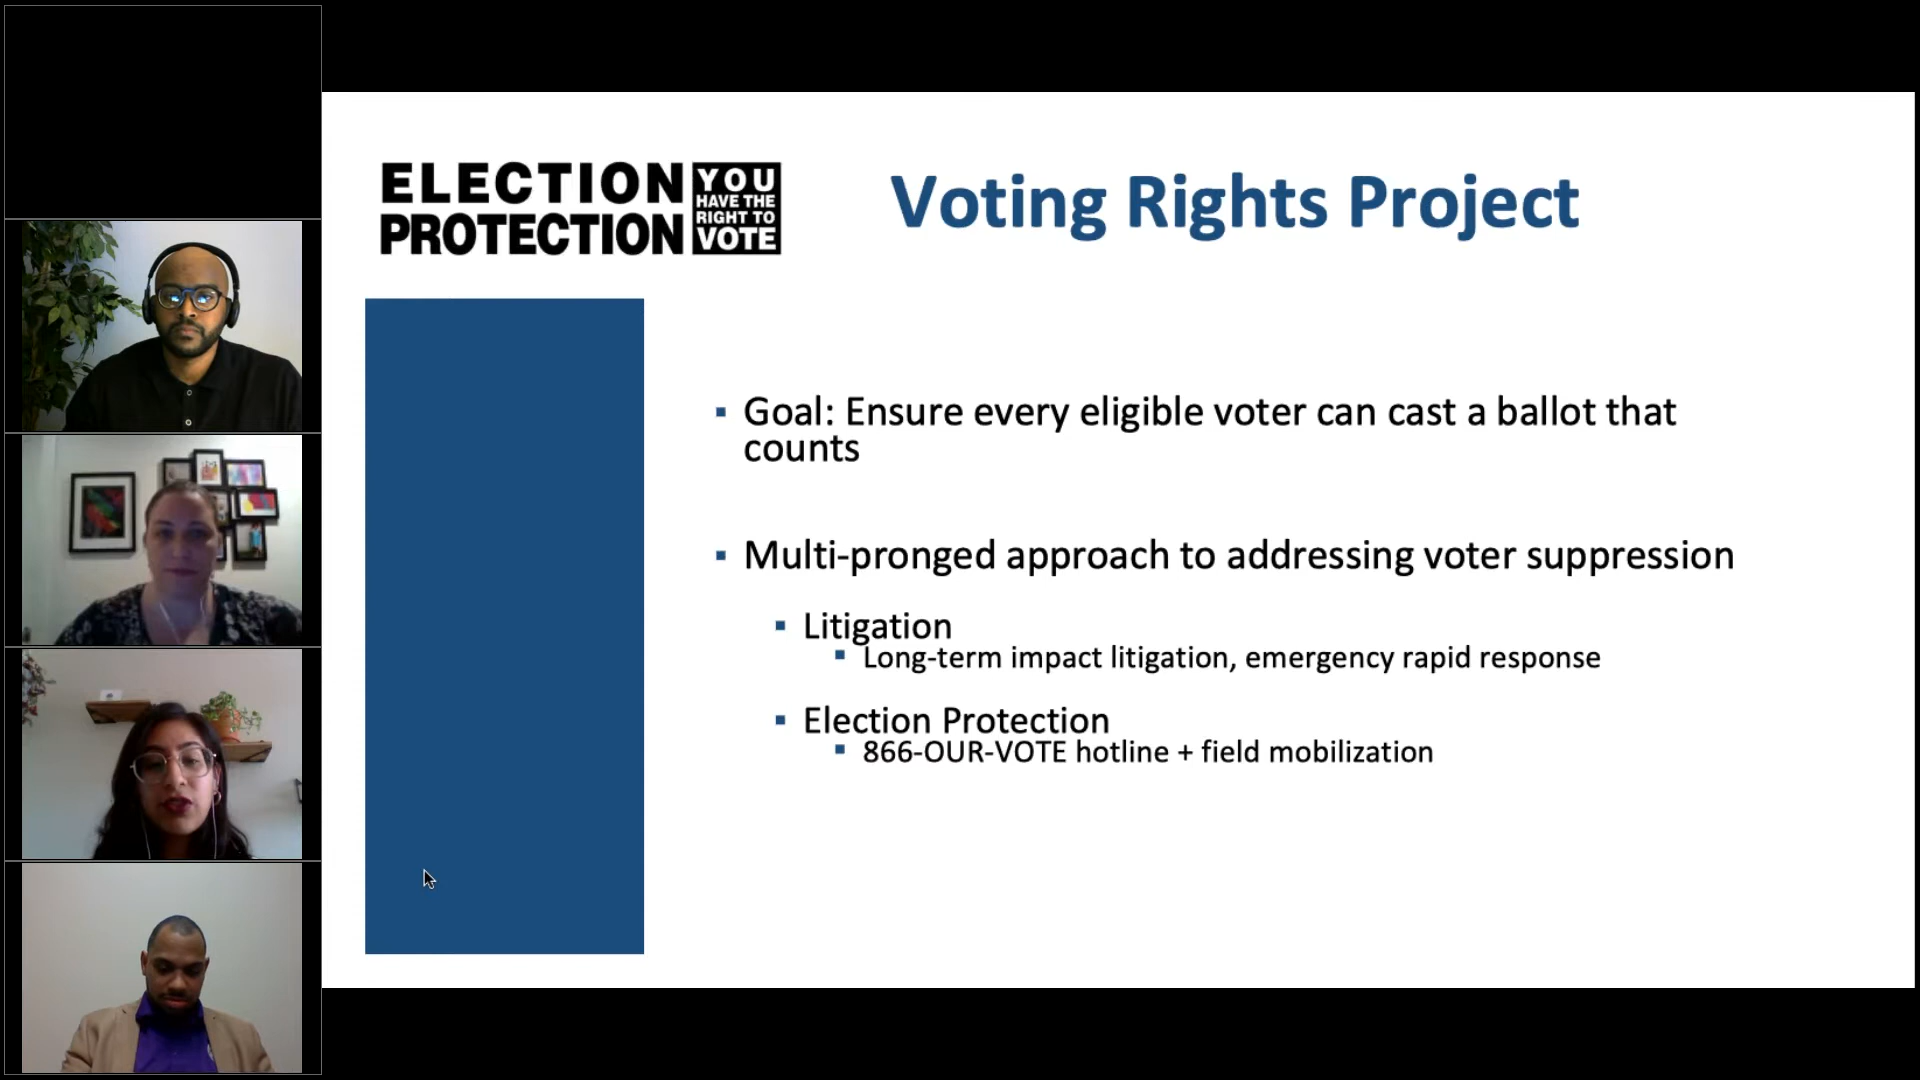 ELECTION
PROTECTION
YOU
HAVE THE
RIGHT TO
VOTE
Voting Rights Project
Goal: Ensure every eligible voter can cast a ballot that
counts
Multi-pronged approach to addressing voter suppression
Litigation
Long-term impact litigation, emergency rapid response
Election Protection
866-OUR-VOTE hotline + field mobilization